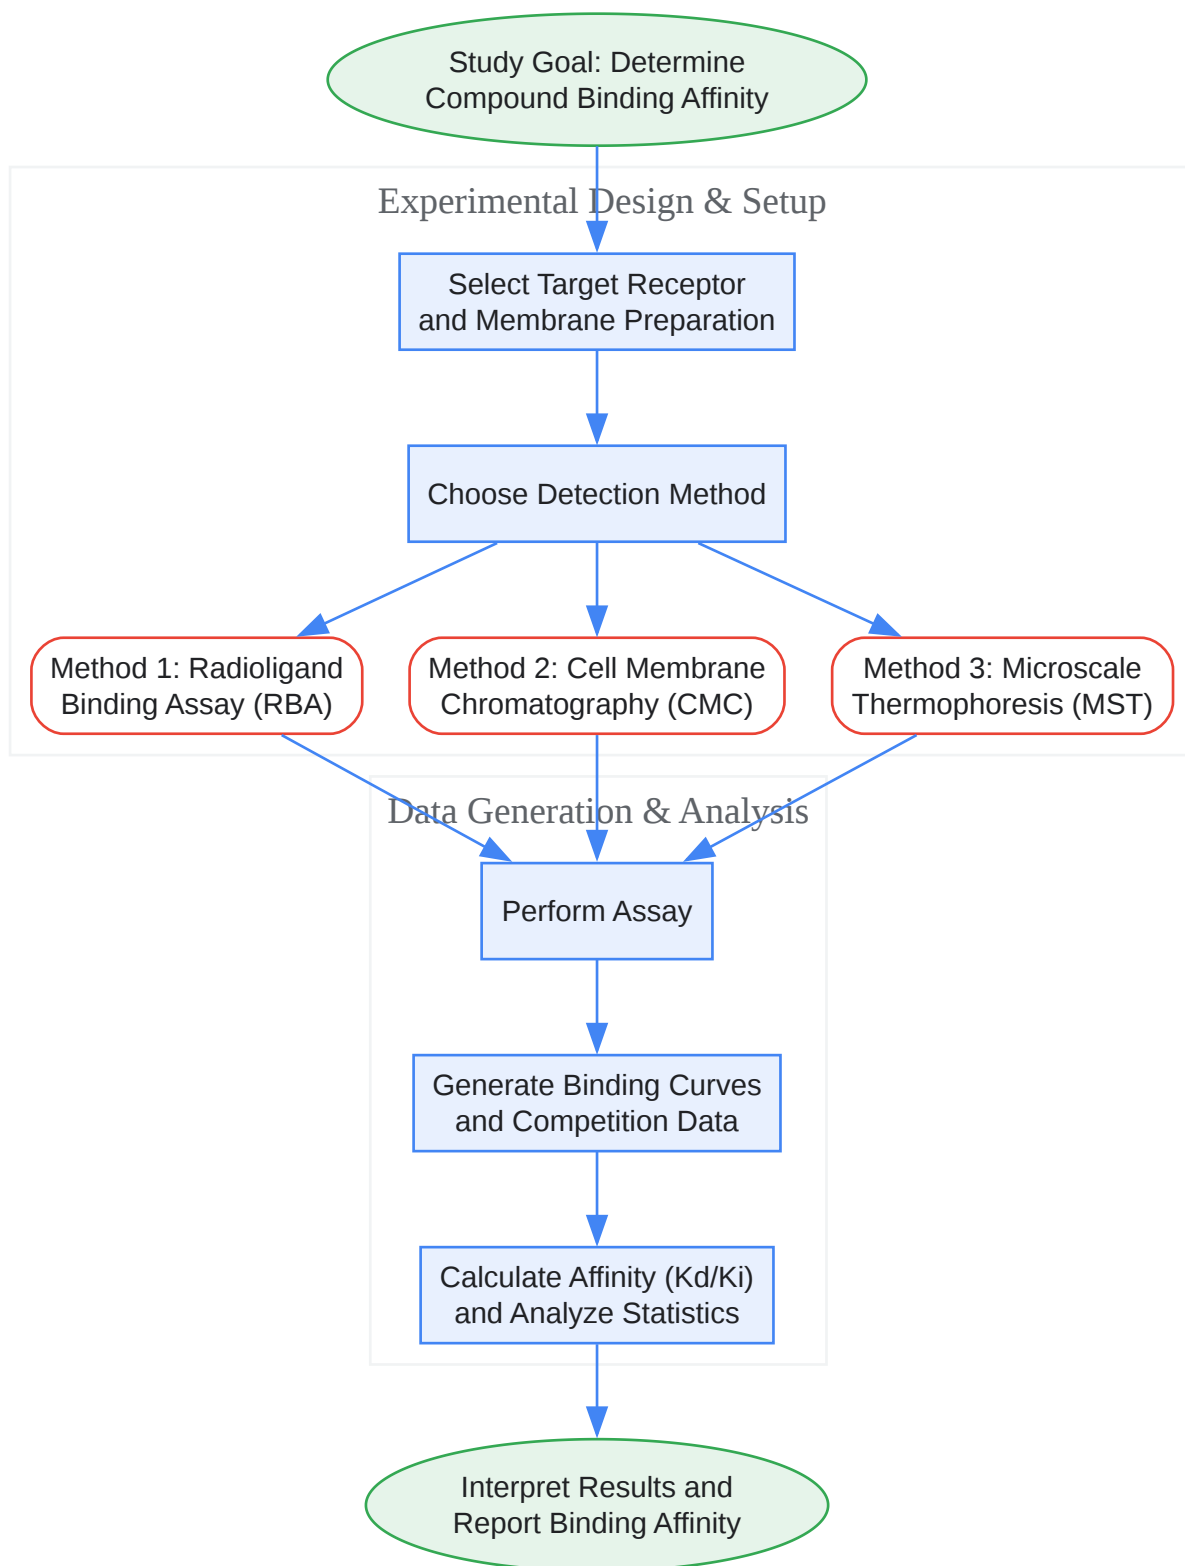 Study Goal: Determine
Compound Binding Affinity
Experimental Design & Setup
Select Target Receptor
and Membrane Preparation
Choose Detection Method
Method 1: Radioligand
Binding Assay (RBA)
Method 2: Cell Membrane
Chromatography (CMC)
Method 3: Microscale
Thermophoresis (MST)
Data Generation & Analysis
Perform Assay
Generate Binding Curves
and Competition Data
Calculate Affinity (Kd/Ki)
and Analyze Statistics
Interpret Results and
Report Binding Affinity